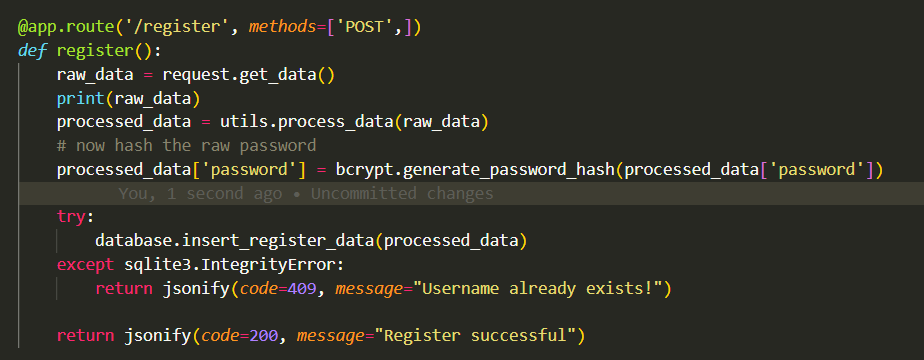 @app.route('/register', methods=['POST',])
def register():
    raw_data = request.get_data()
    print(raw_data)
    processed_data = utils.process_data(raw_data)
    # now hash the raw password
    processed_data['password'] = bcrypt.generate_password_hash(processed_data['password'])
    You, 1 second ago • Uncommitted changes
    try:
        database.insert_register_data(processed_data)
    except sqlite3.IntegrityError:
        return jsonify(code=409, message="Username already exists!")
    return jsonify(code=200, message="Register successful")